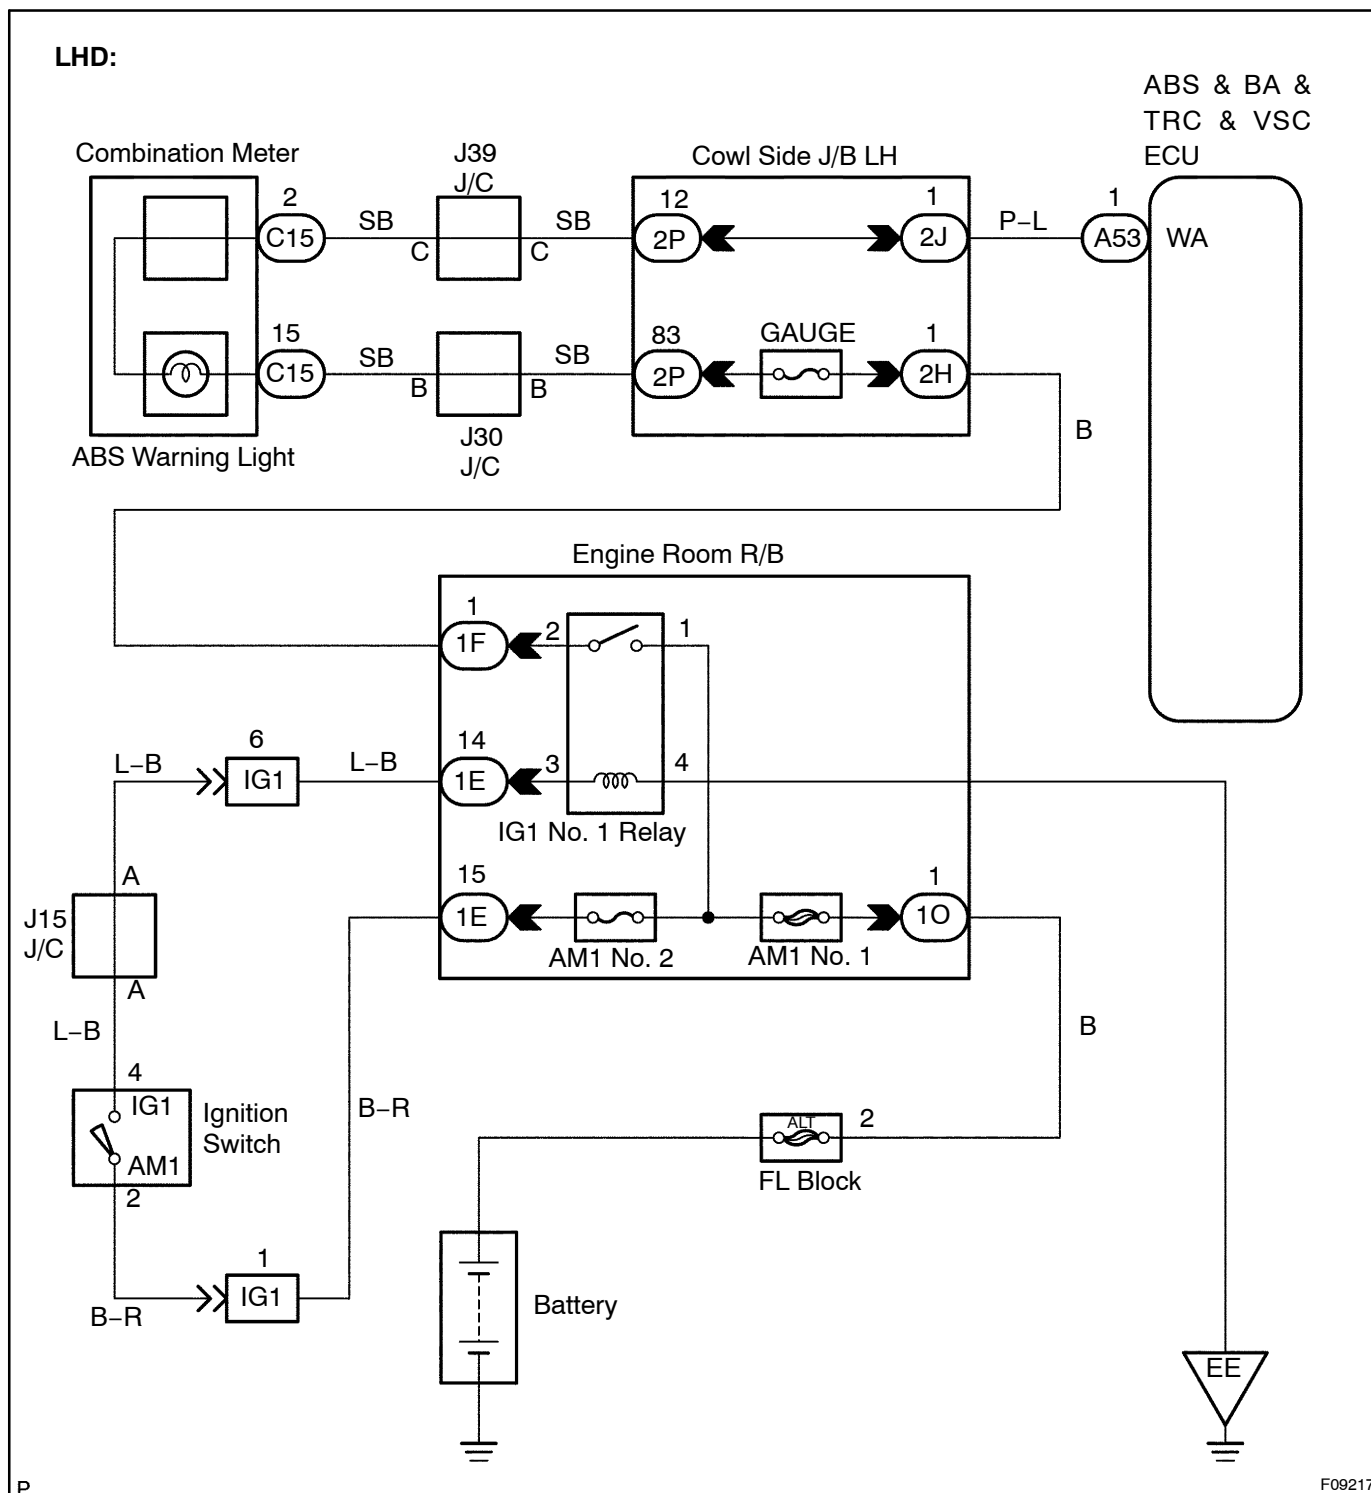 LHD:
ABS & BA &
TRC & VSC
ECU
Combination Meter
J39
J/C
Cowl Side J/B LH
2
C15
SB
C
C
SB
12
2P
1
2J
P–L
1
A53
WA
15
C15
SB
B
B
SB
83
2P
GAUGE
1
2H
B
ABS Warning Light
J30
J/C
Engine Room R/B
1
1F
2
1
6
L–B
IG1
L–B
14
1E
3
4
IG1 No. 1 Relay
A
J15
J/C
A
15
1E
AM1 No. 2
AM1 No. 1
1
1O
L–B
B
4
IG1
AM1
2
Ignition
Switch
B–R
ALT
2
FL Block
1
IG1
B–R
Battery
EE
P
F09217